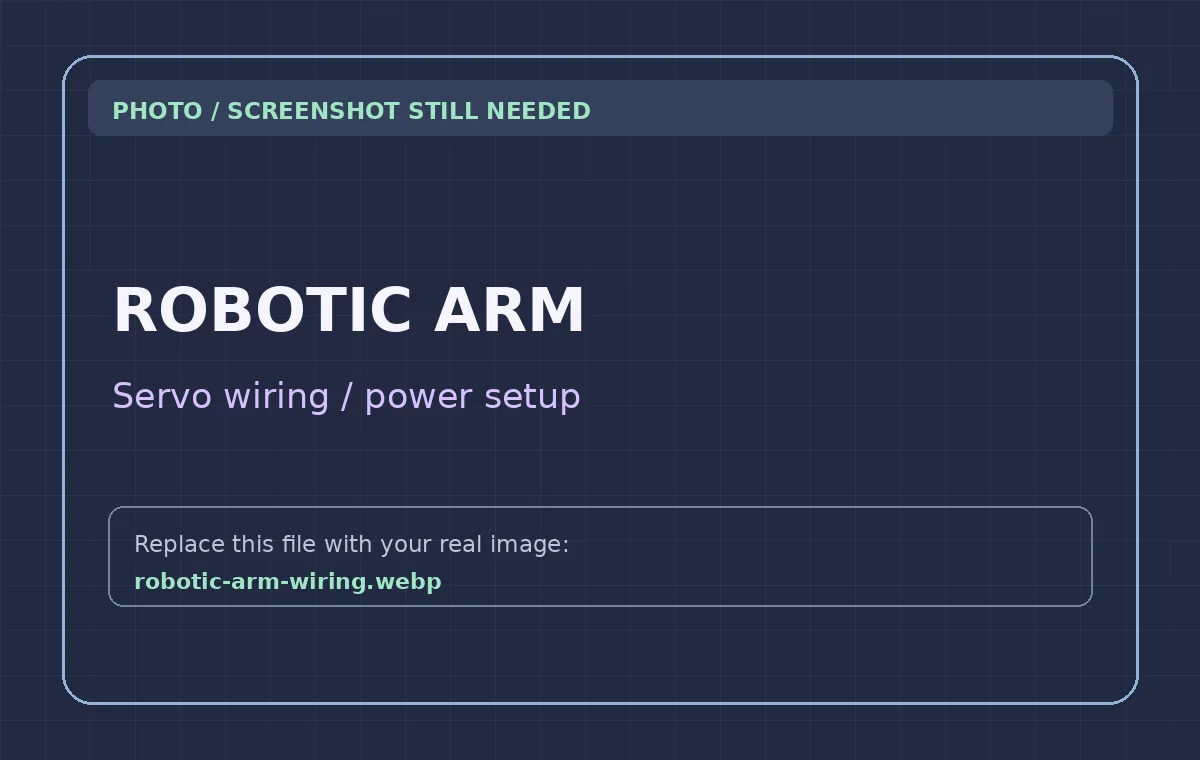 PHOTO / SCREENSHOT STILL NEEDED
ROBOTIC ARM
Servo wiring / power setup
Replace this file with your real image:
robotic-arm-wiring.webp